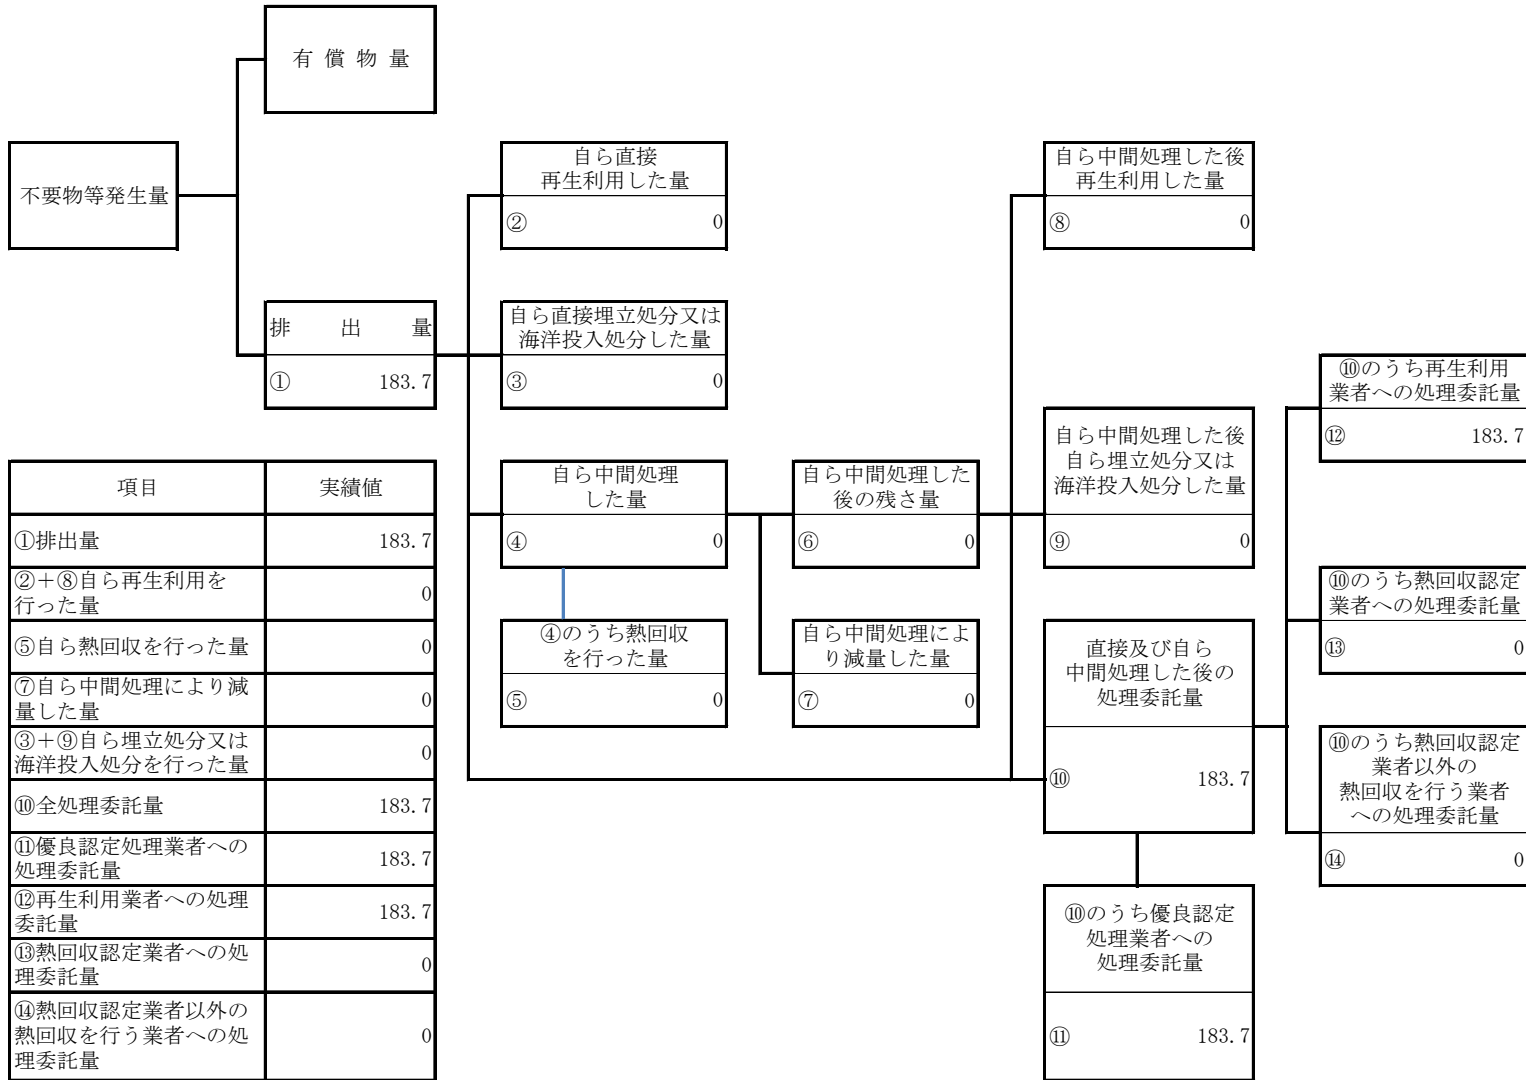 有償物量
不要物等発生量
排出量
① 183.7
自ら直接
再生利用した量
② 0
自ら直接埋立処分又は
海洋投入処分した量
③ 0
自ら中間処理
した量
④ 0
④のうち熱回収
を行った量
⑤ 0
自ら中間処理した
後の残さ量
⑥ 0
自ら中間処理によ
り減量した量
⑦ 0
自ら中間処理した後
再生利用した量
⑧ 0
自ら中間処理した後
自ら埋立処分又は
海洋投入処分した量
⑨ 0
直接及び自ら
中間処理した後の
処理委託量
⑩ 183.7
⑩のうち優良認定
処理業者への
処理委託量
⑪ 183.7
⑩のうち再生利用
業者への処理委託量
⑫ 183.7
⑩のうち熱回収認定
業者への処理委託量
⑬ 0
⑩のうち熱回収認定
業者以外の
熱回収を行う業者
への処理委託量
⑭ 0
項目 実績値
①排出量 183.7
②＋⑧自ら再生利用を
行った量 0
⑤自ら熱回収を行った量 0
⑦自ら中間処理により減
量した量 0
③＋⑨自ら埋立処分又は
海洋投入処分を行った量 0
⑩全処理委託量 183.7
⑪優良認定処理業者への
処理委託量 183.7
⑫再生利用業者への処理
委託量 183.7
⑬熱回収認定業者への処
理委託量 0
⑭熱回収認定業者以外の
熱回収を行う業者への処
理委託量 0